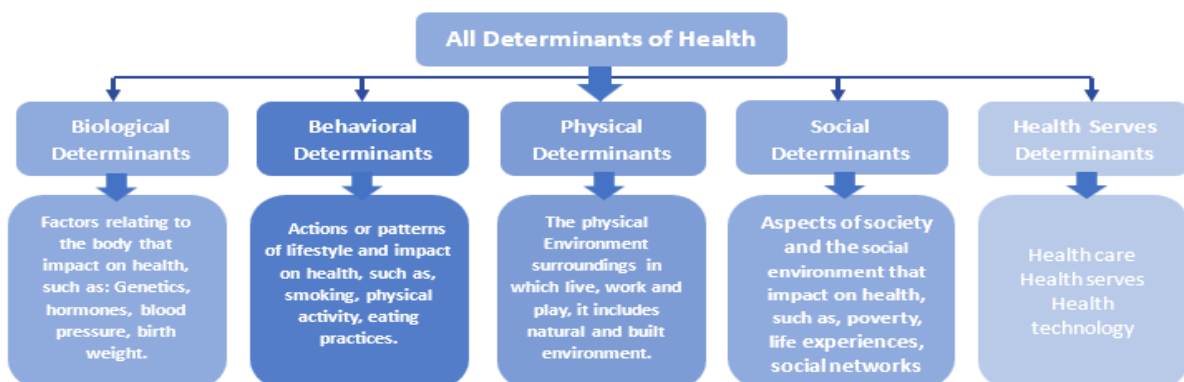 All Determinants of Health
Biological
Determinants
Behavioral
Determinants
Physical
Determinants
Social
Determinants
Health Serves
Determinants
Factors relating to
the body that
impact on health,
such as: Genetics,
hormones, blood
pressure, birth
weight.
Actions or patterns
of lifestyle and impact
on health, such as,
smoking, physical
activity, eating
practices.
The physical
Environment
surroundings in
which live, work and
play, it includes
natural and built
environment.
Aspects of society
and the social
environment that
impact on health,
such as, poverty,
life experiences,
social networks
Health care
Health serves
Health
technology